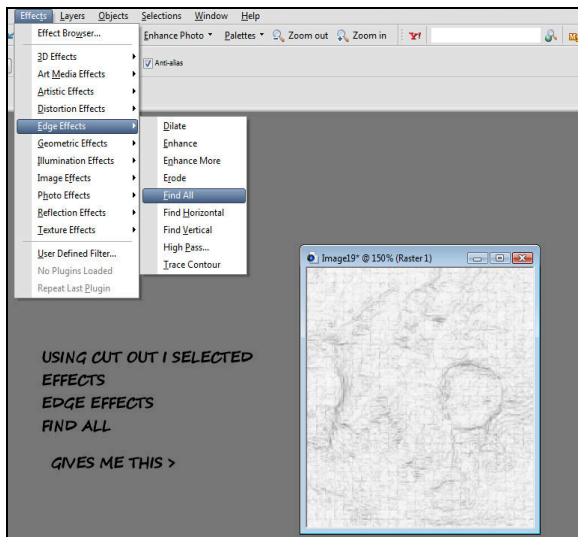 Effects Layers Objects Selections Window Help
Effect Browser...
Enhance Photo Palettes Zoom out Zoom in Y!
3D Effects
Anti-alias
Art Media Effects
Artistic Effects
Distortion Effects
Edge Effects
Dilate
Geometric Effects
Enhance
Illumination Effects
Enhance More
Image Effects
Erode
Photo Effects
Find All
Reflection Effects
Find Horizontal
Texture Effects
Find Vertical
User Defined Filter...
High Pass...
No Plugins Loaded
Trace Contour
Repeat Last Plugin
Image19* @ 150% (Raster 1)
USING CUT OUT I SELECTED
EFFECTS
EDGE EFFECTS
FIND ALL
GIVES ME THIS >